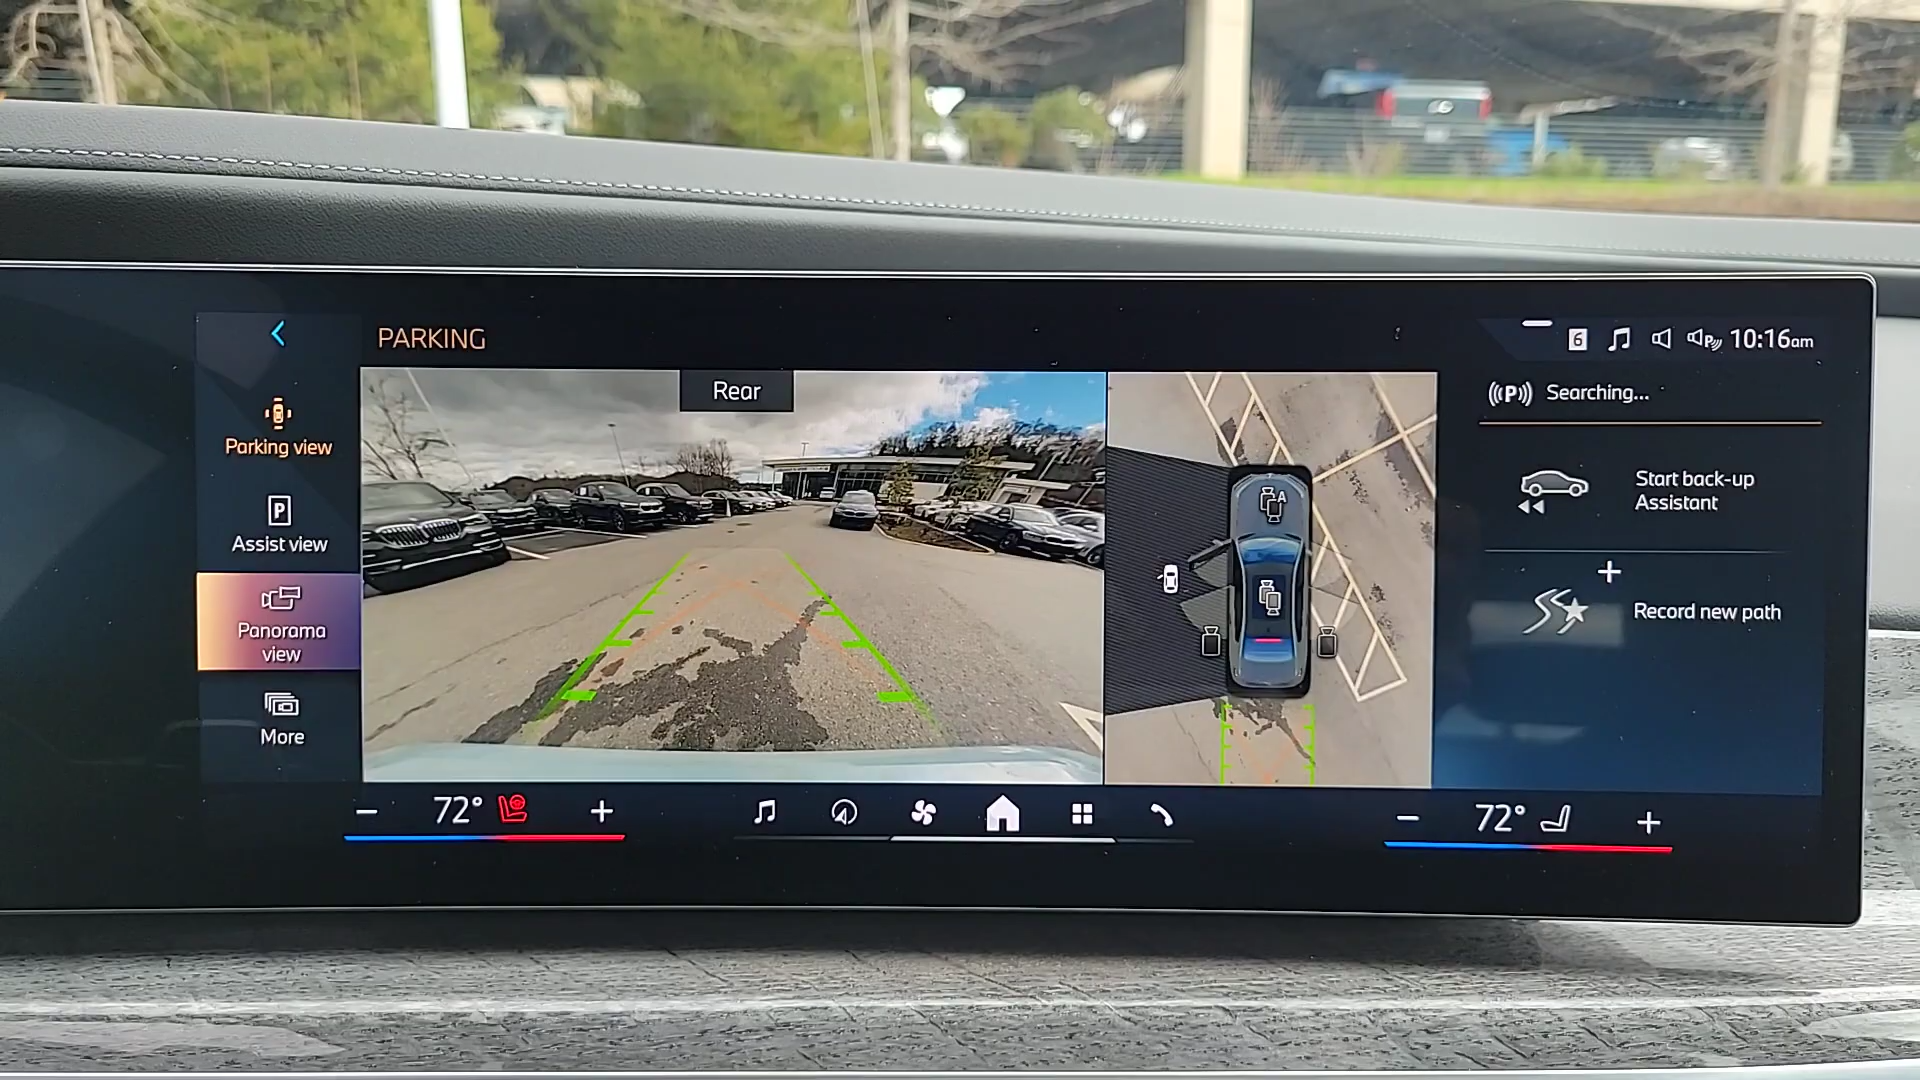 PARKING
6
10:16am
Parking view
P
Assist view
Panorama
view
More
Rear
A
((P)) Searching...
Start back-up
Assistant
Record new path
− 72° +
− 72° +